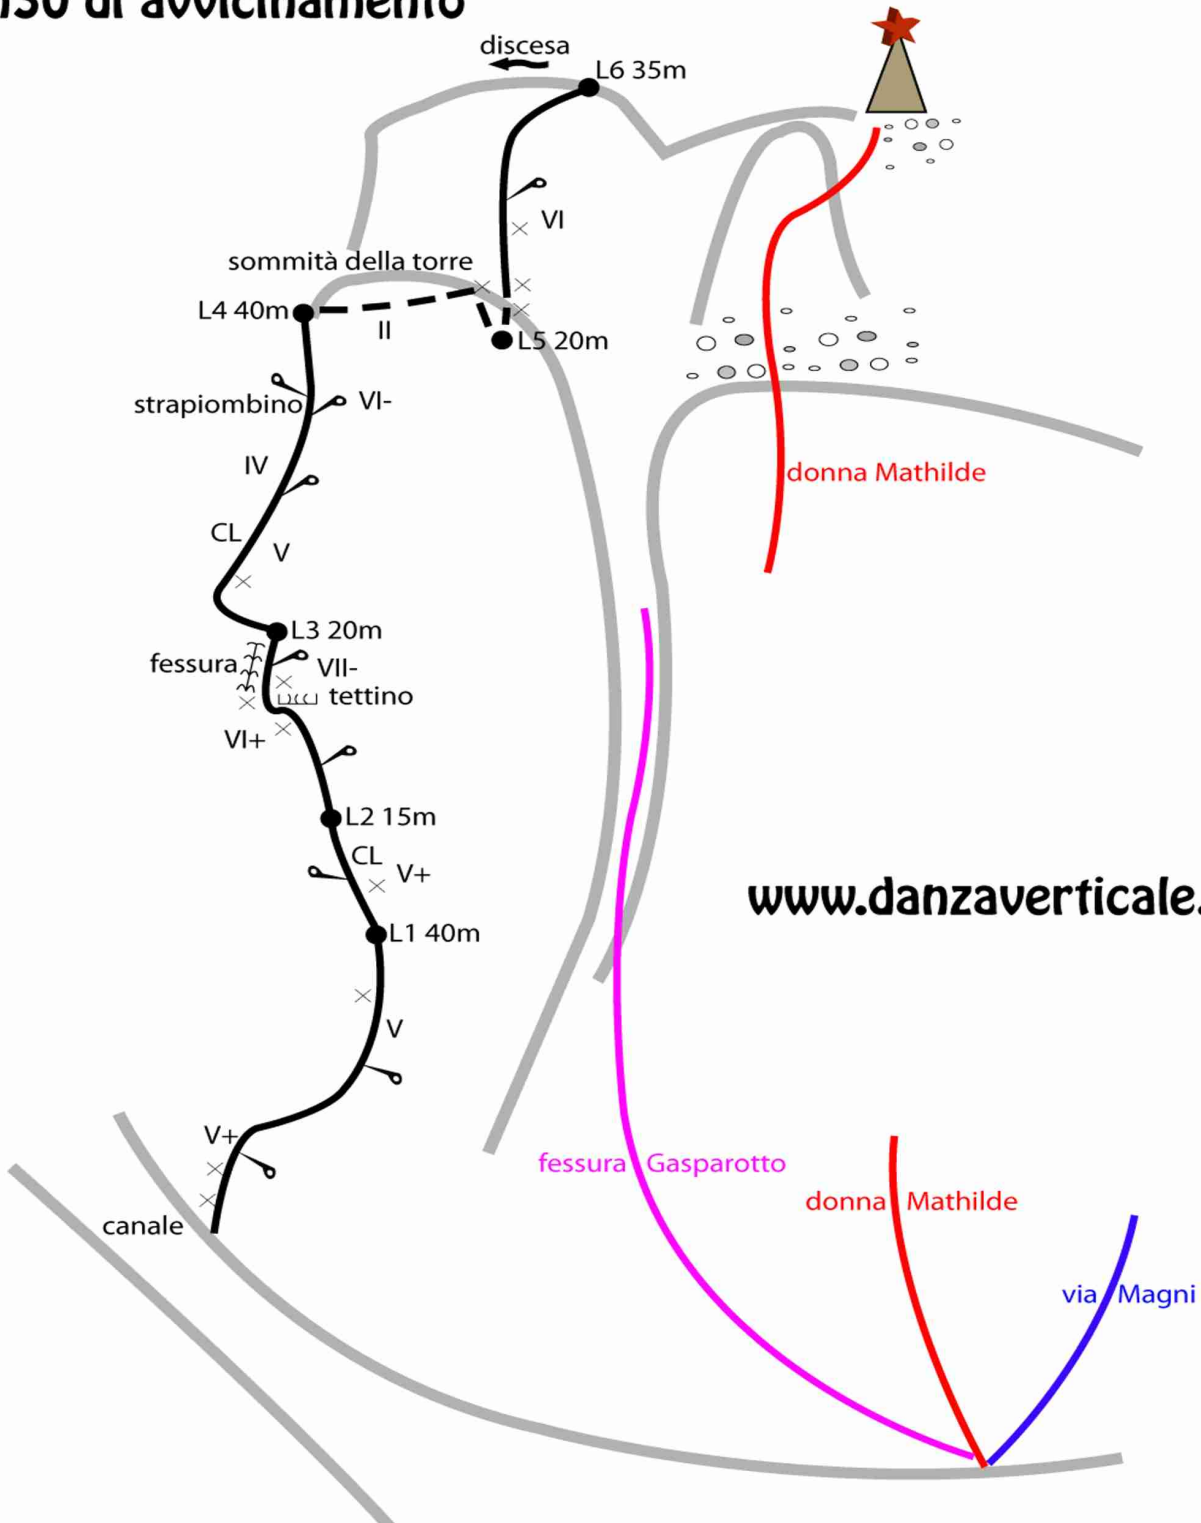 di avvicinamento
discesa
L6 35m
VI
sommità della torre
L4 40m
II
L5 20m
strapiombino
VI-
IV
donna Mathilde
CL
V
L3 20m
fessura
VII-
tettino
VI+
L2 15m
CL
V+
www.danzaverticale.
L1 40m
V
V+
fessura Gasparotto
donna Mathilde
canale
via Magni